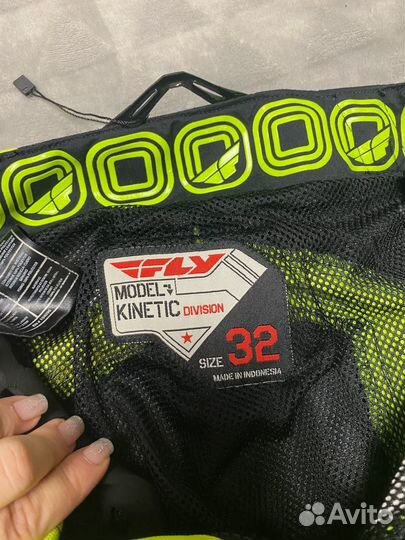 FLY
MODEL
KINETIC DIVISION
SIZE 32
MADE IN INDONESIA
Avito